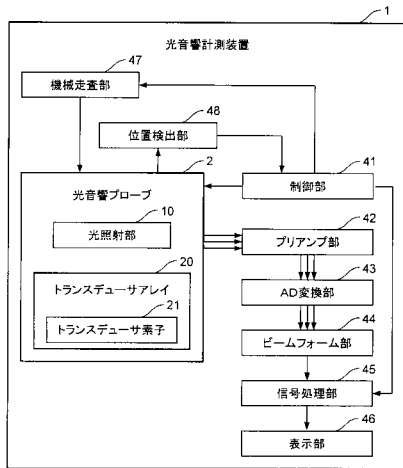 1
光音響計測装置
47
機械走査部
48
位置検出部
2
光音響プローブ
41
制御部
10
光照射部
42
プリアンプ部
20
トランスデューサアレイ
43
AD変換部
21
トランスデューサ素子
44
ビームフォーム部
45
信号処理部
46
表示部